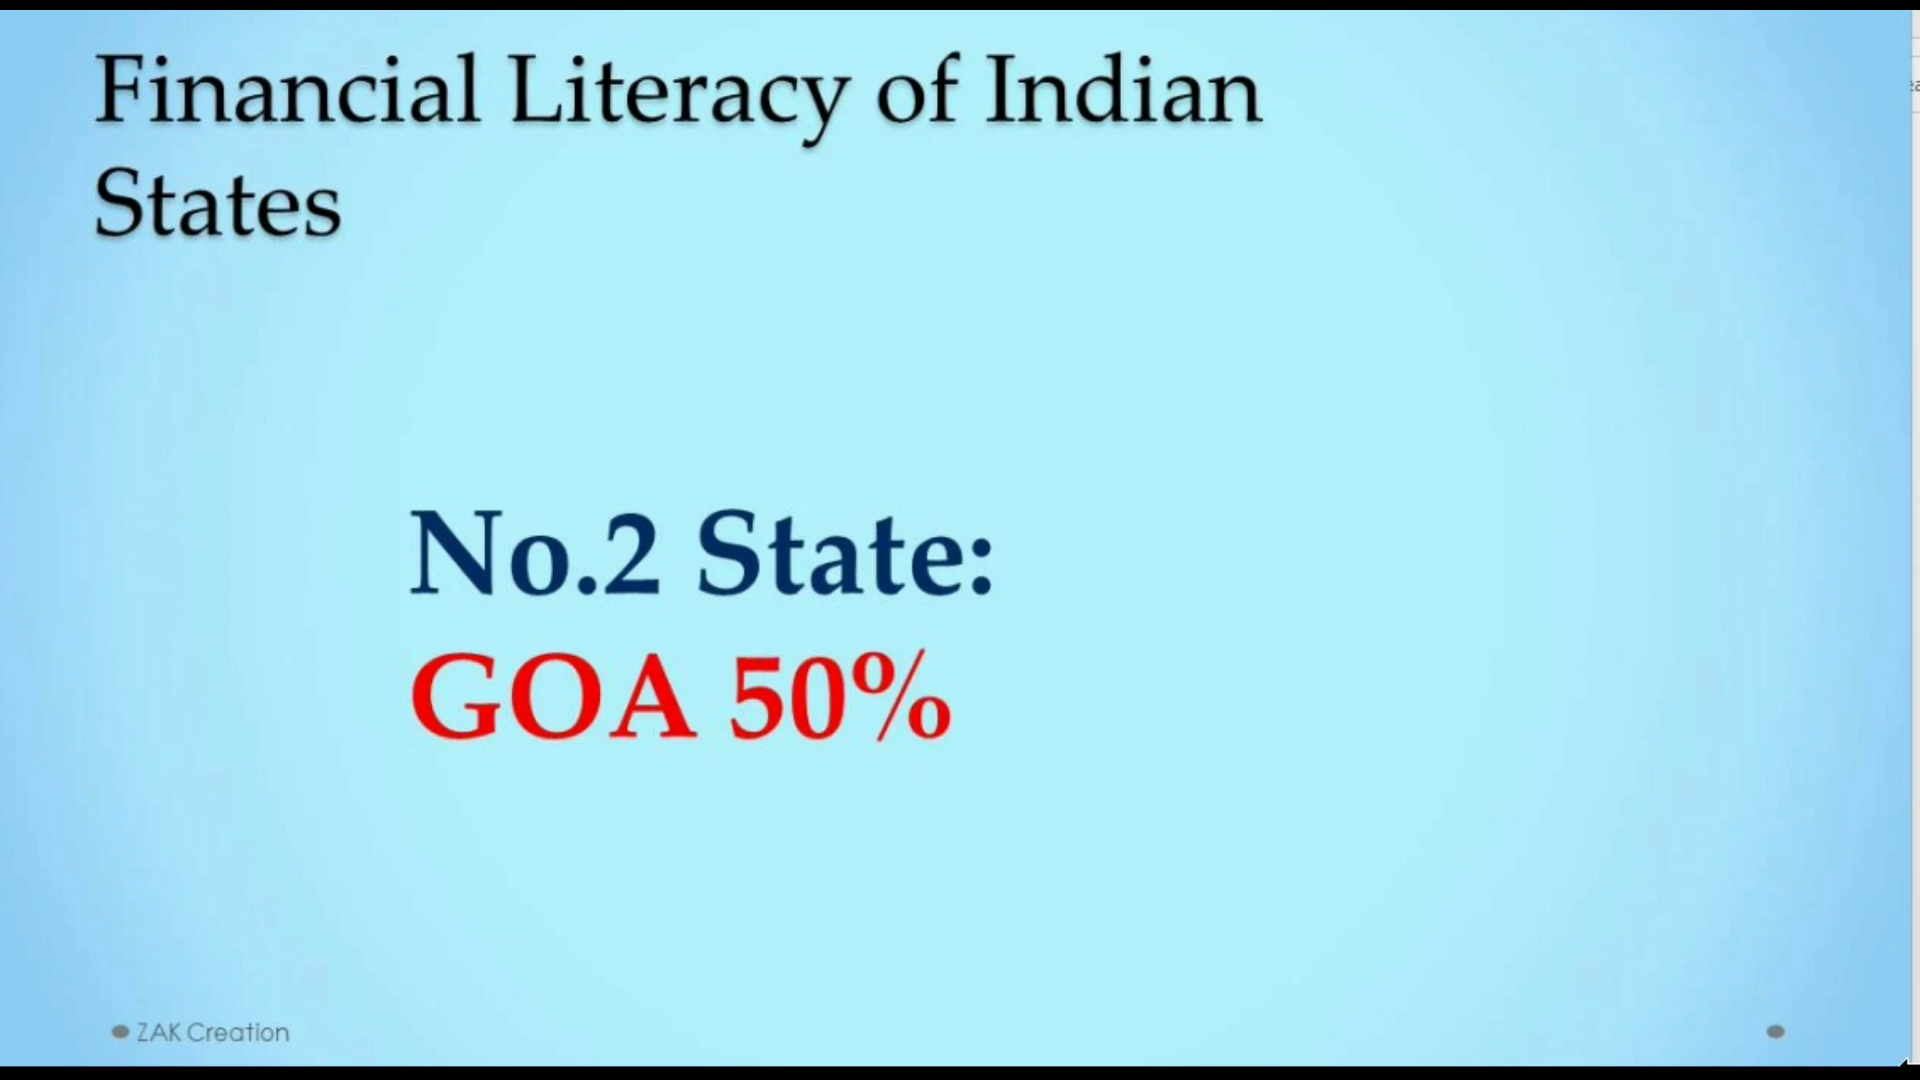 Financial Literacy of Indian
States
No.2 State:
GOA 50%
ZAK Creation